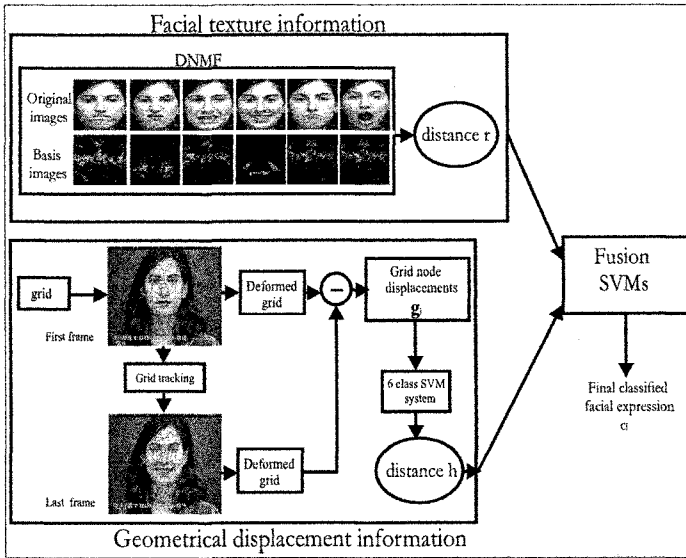 Facial texture information
DNMF
Original
images
Basis
images
distance r
Fusion
SVMs
Final classified
facial expression
grid
First frame
Deformed
grid
−
Grid node
displacements
g
Grid tracking
6 class SVM
system
Last frame
Deformed
grid
distance h
Geometrical displacement information